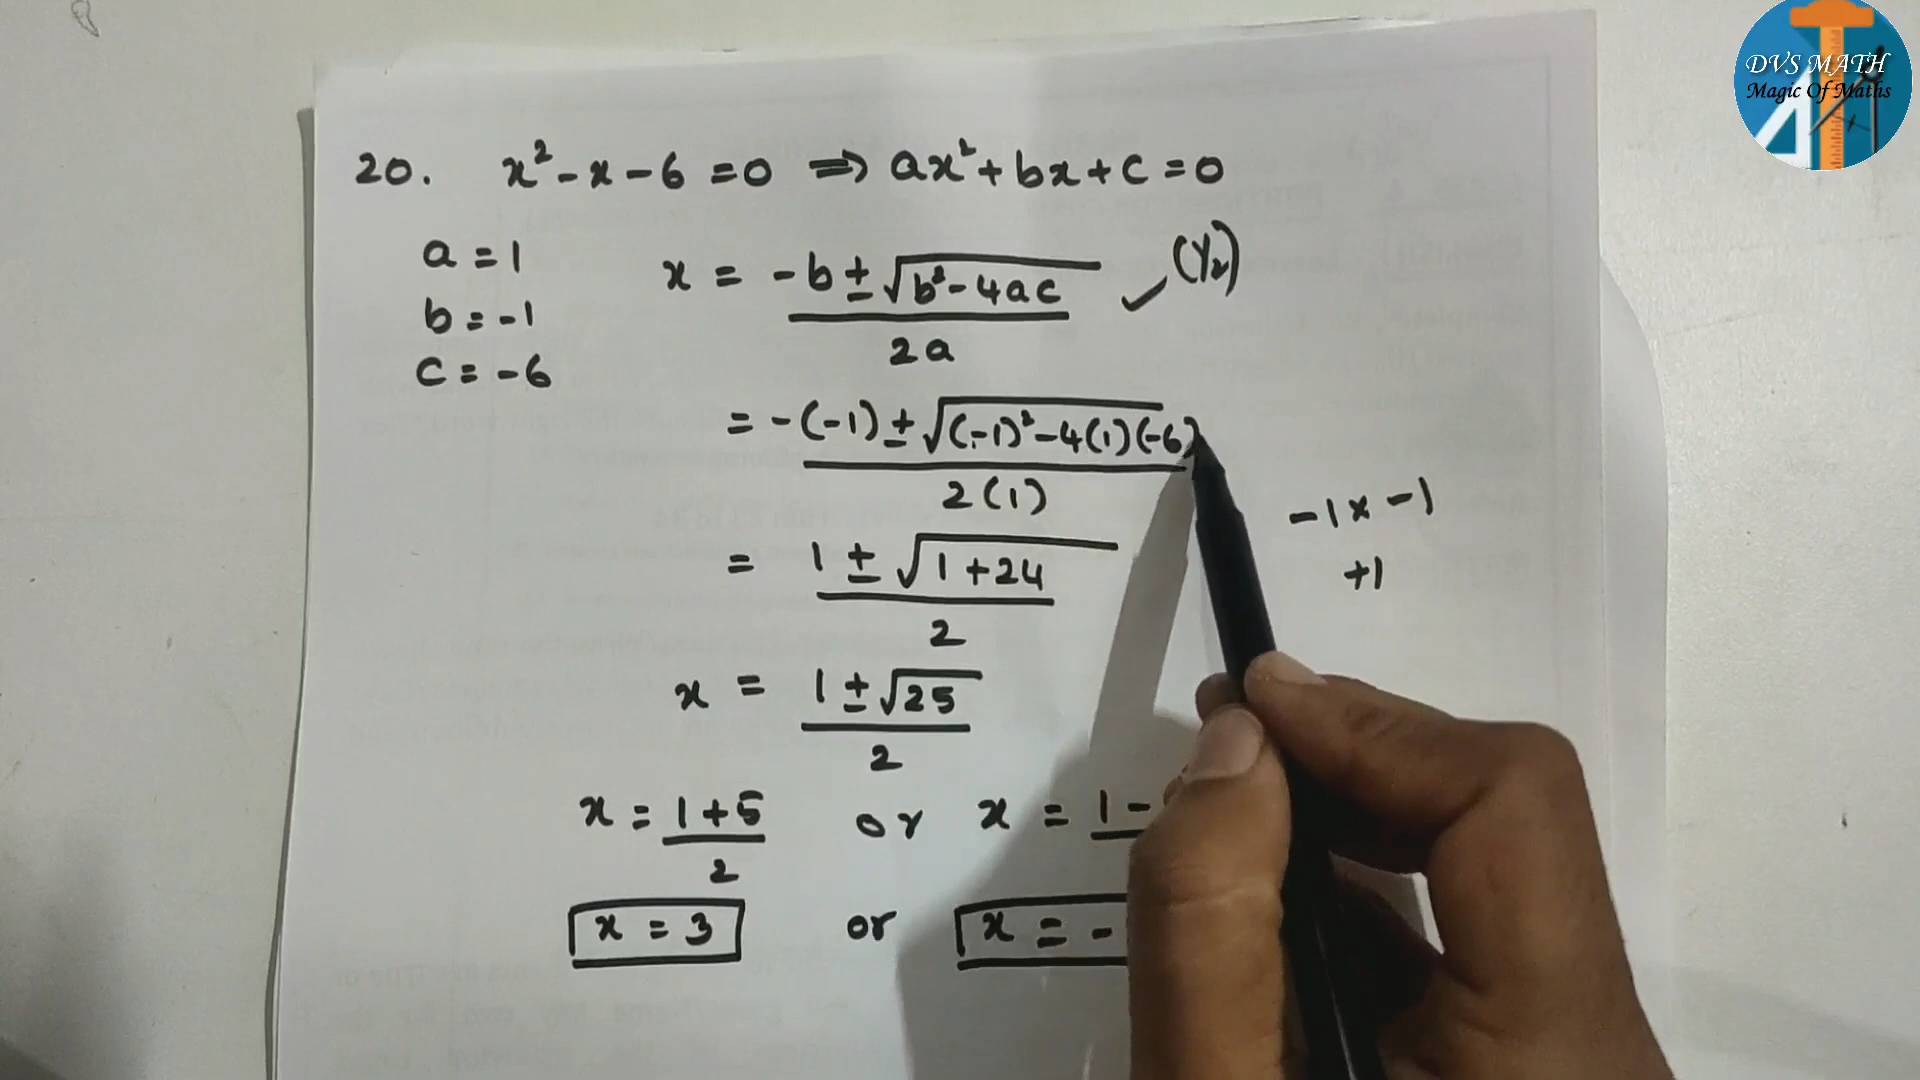 DVS MATH
Magic Of Maths
20. x² - x - 6 = 0 ⇒ ax² + bx + c = 0
a = 1
b = -1
c = -6
x = -b ± √(b² - 4ac) / 2a ✓ (1/2)
= -(-1) ± √((-1)² - 4(1)(-6)) / 2(1)
-1 x -1
+1
= 1 ± √(1 + 24) / 2
x = 1 ± √25 / 2
x = 1 + 5 / 2 or x = 1 -
x = 3 or x = -